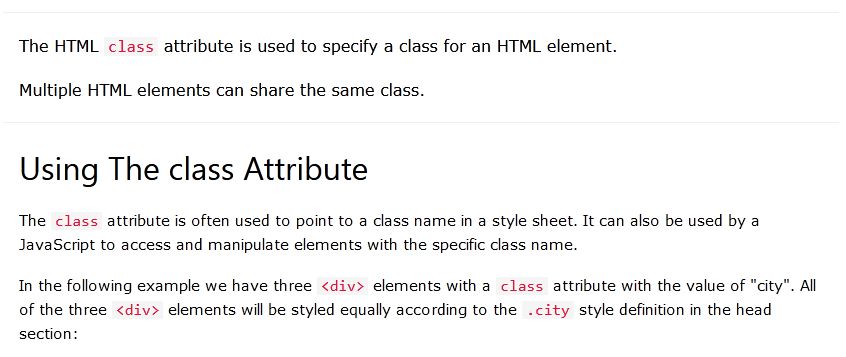 The HTML class attribute is used to specify a class for an HTML element.
Multiple HTML elements can share the same class.
Using The class Attribute
The class attribute is often used to point to a class name in a style sheet. It can also be used by a
JavaScript to access and manipulate elements with the specific class name.
In the following example we have three <div> elements with a class attribute with the value of "city". All
of the three <div> elements will be styled equally according to the .city style definition in the head
section: